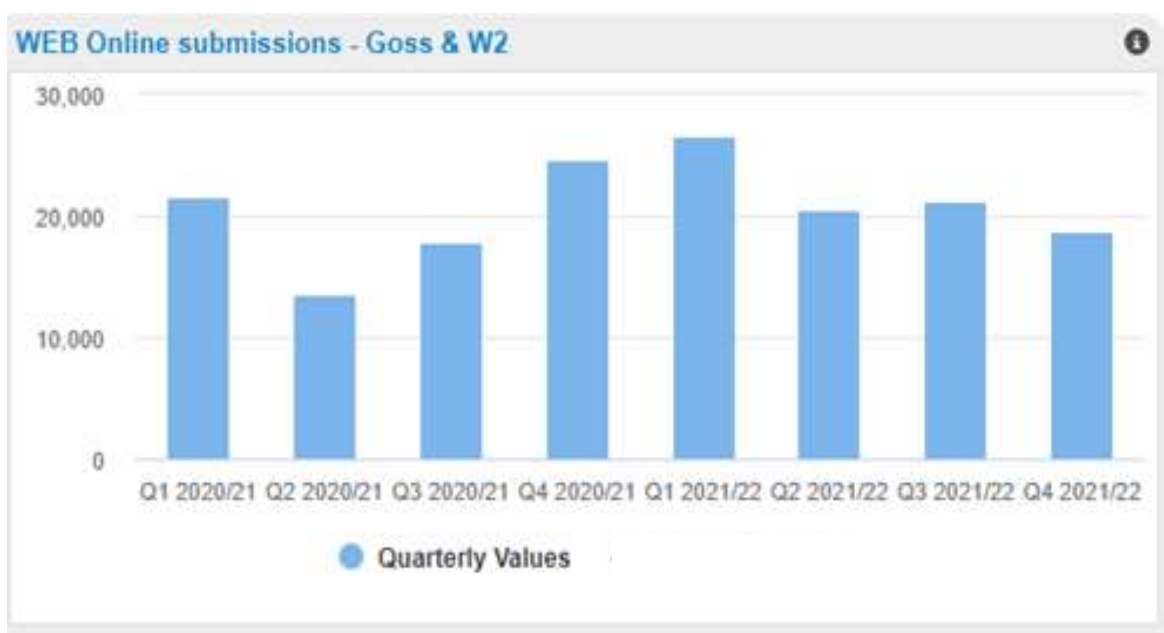 WEB Online submissions - Goss & W2
30,000
20,000
10,000
0
Q1 2020/21 Q2 2020/21 Q3 2020/21 Q4 2020/21 Q1 2021/22 Q2 2021/22 Q3 2021/22 Q4 2021/22
Quarterly Values